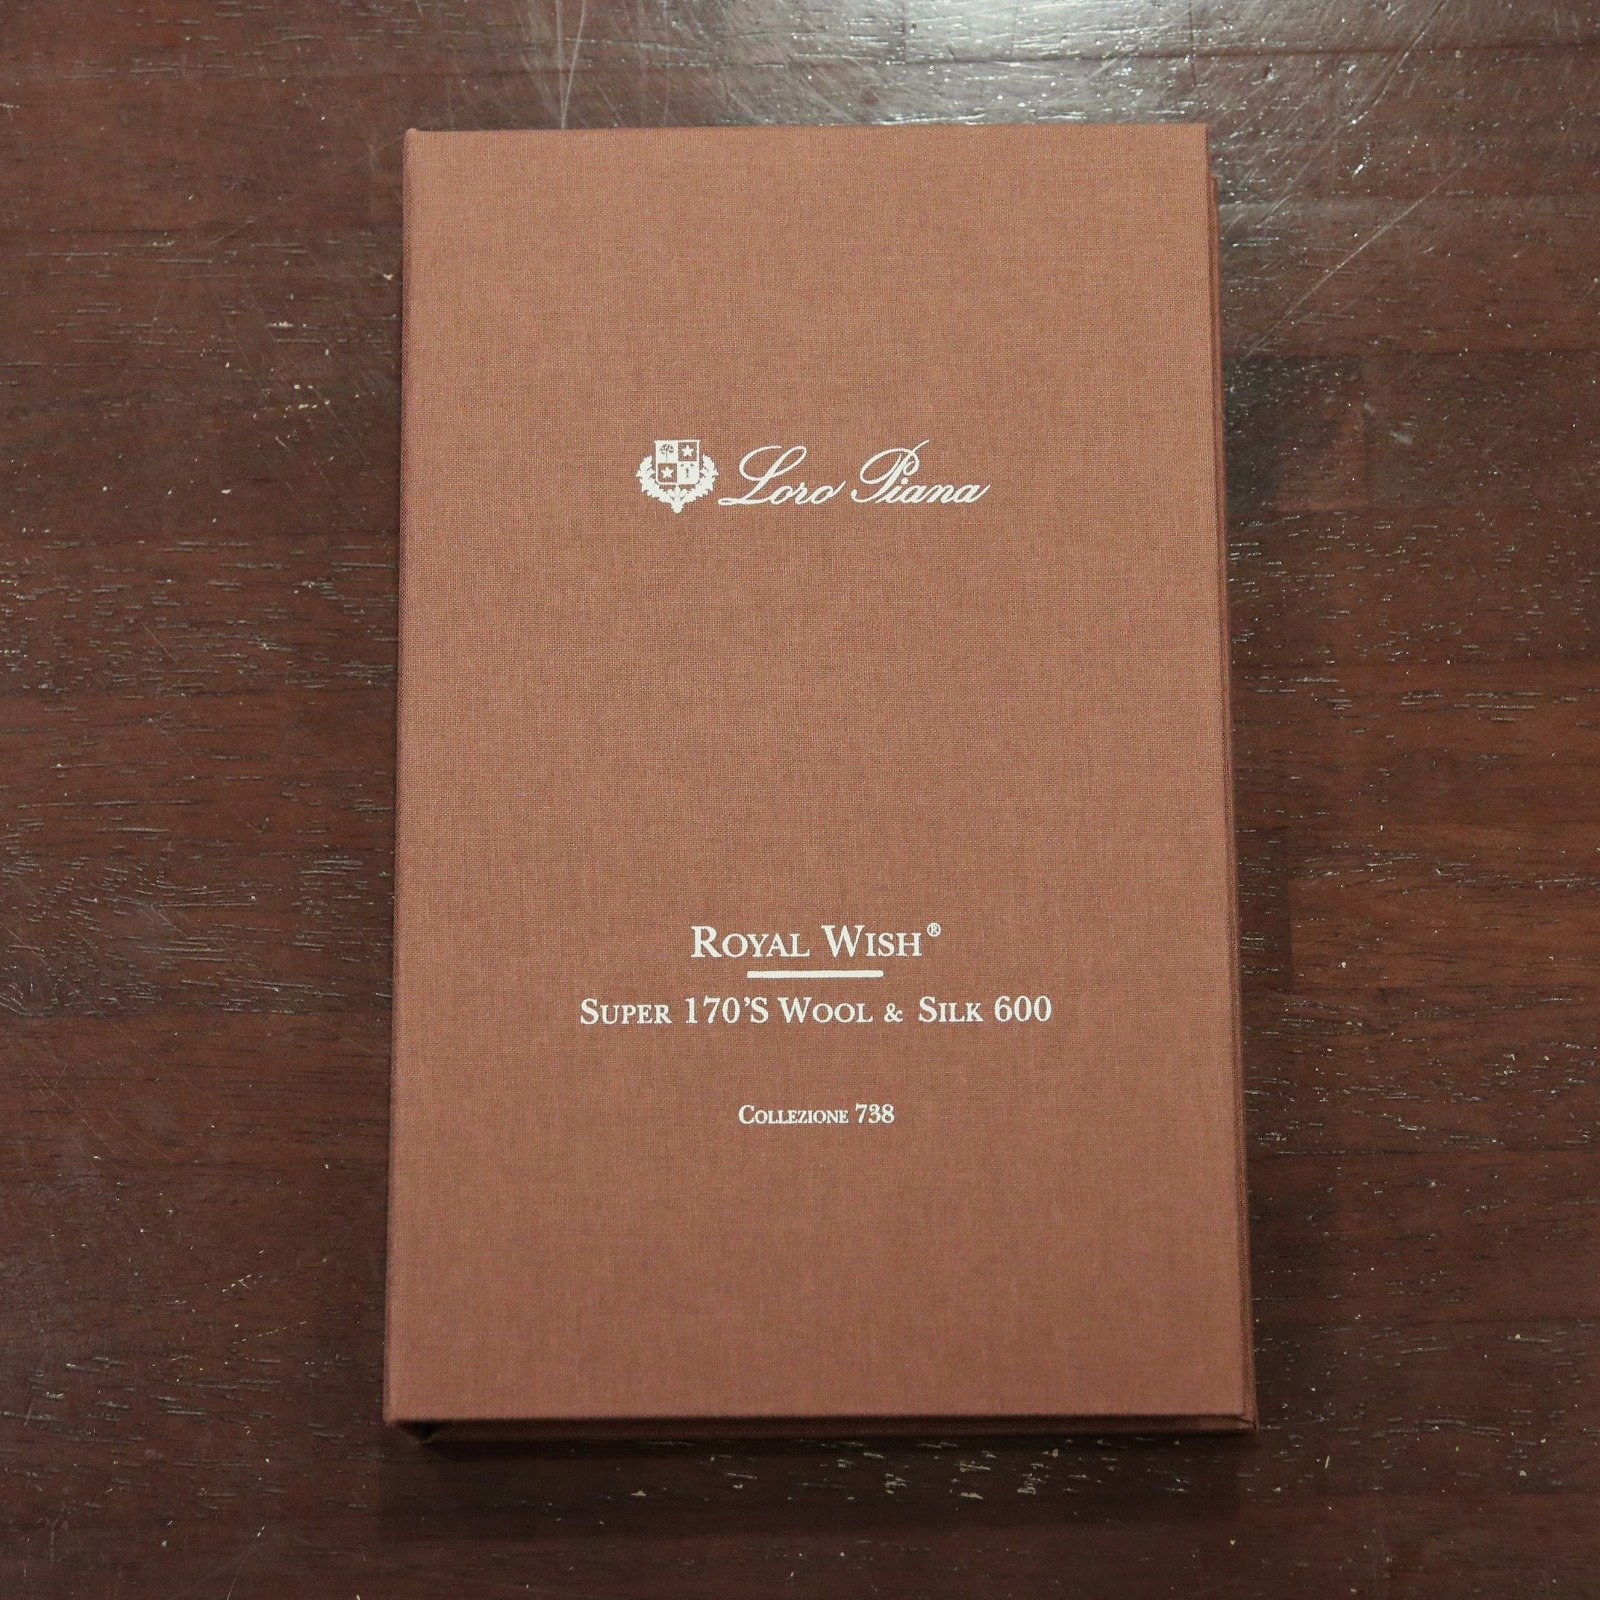 Loro Piana
ROYAL WISH®
SUPER 170'S WOOL & SILK 600
COLLEZIONE 738